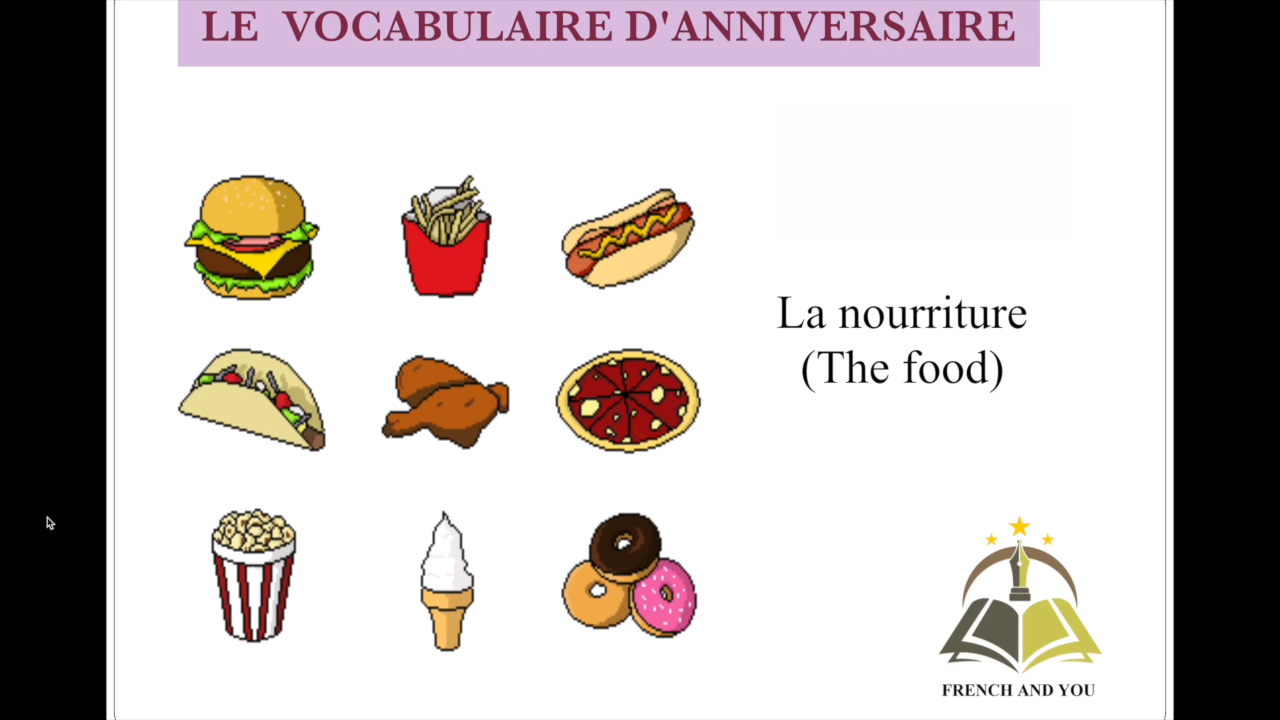 LE VOCABULAIRE D'ANNIVERSAIRE
La nourriture
(The food)
FRENCH AND YOU